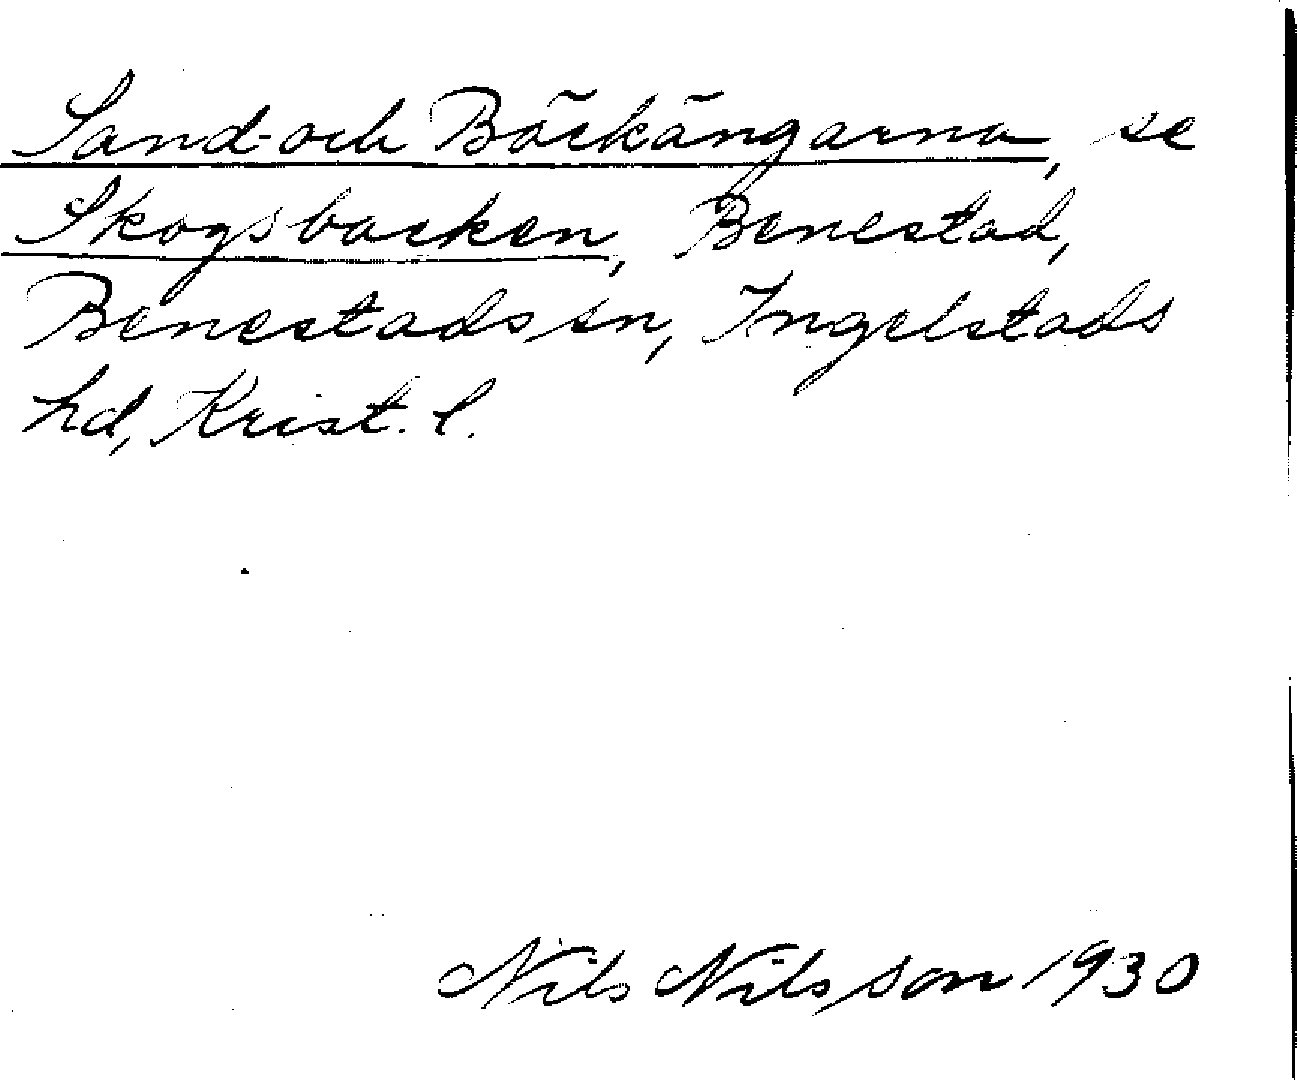 Sand- och Bäckängarna, se
Skogsbacken, Benestad,
Benestads sn, Ingelstads
hd, Krist. l.
Nils Nilsson 1930